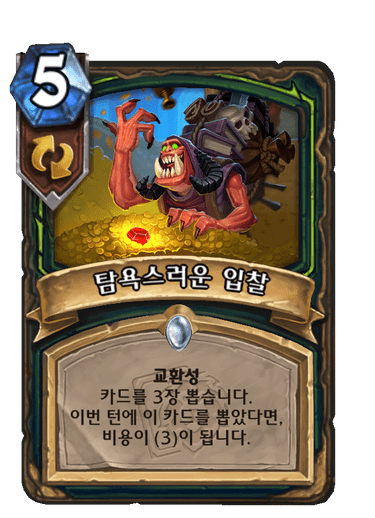 5
탐욕스러운 입찰
교환성
카드를 3장 뽑습니다.
이번 턴에 이 카드를 뽑았다면,
비용이 (3)이 됩니다.